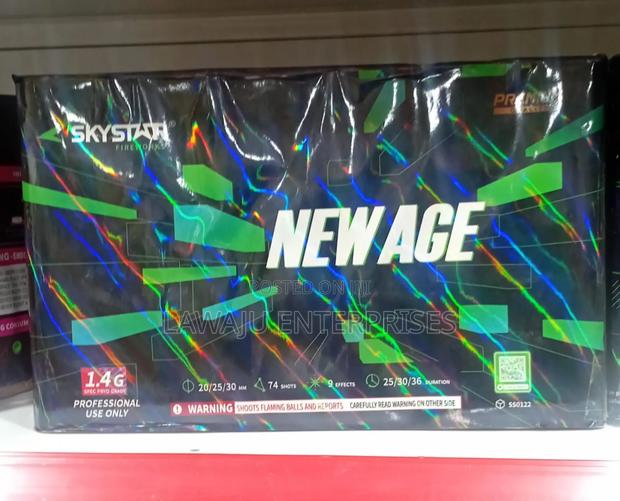 SKYSTAR®
FIREWORKS
NEW AGE
POSTED ON JIJI
LAWAJU ENTERPRISES
1.4G
PROFESSIONAL
USE ONLY
20/25/30 MM 74 SHOTS 9 EFFECTS 25/30/36 DURATION
WARNING SHOOTS FLAMING BALLS AND REPORTS CAREFULLY READ WARNING ON OTHER SIDE
SS0122